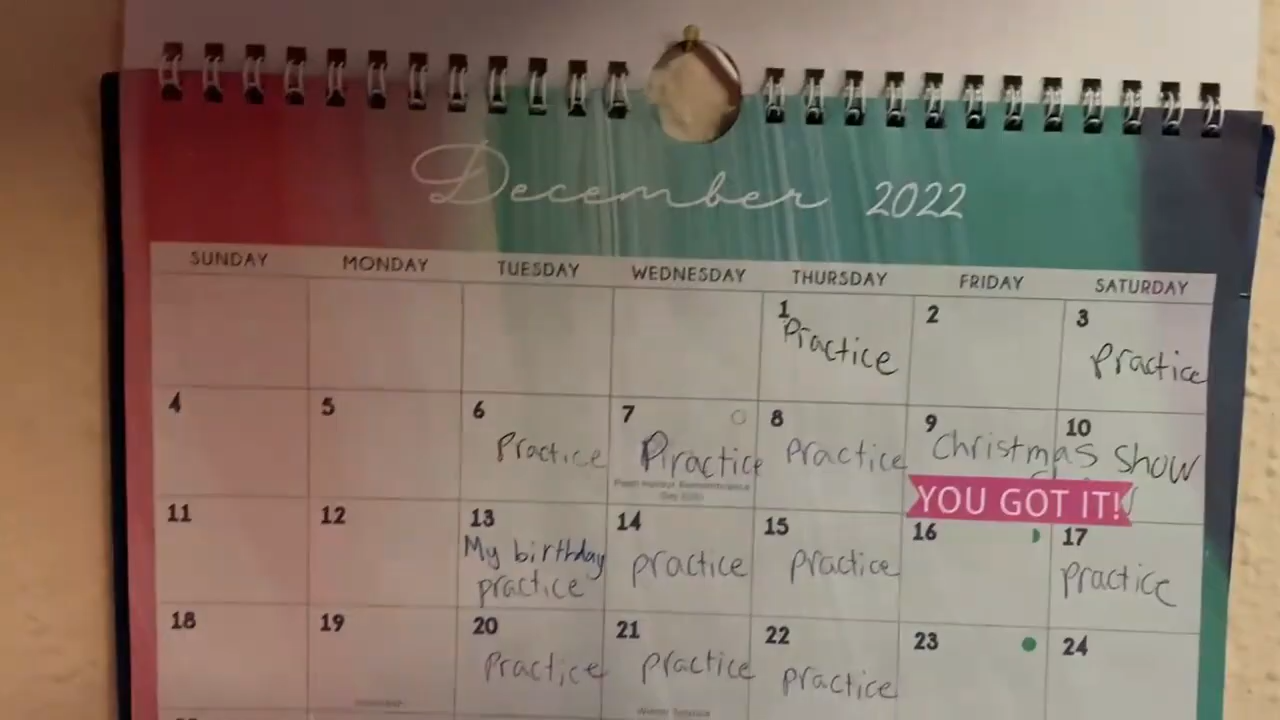 December 2022
SUNDAY MONDAY TUESDAY WEDNESDAY THURSDAY FRIDAY SATURDAY
1 2 3
Practice Practice
4 5 6 7 8 9 10
Practice Piractice practice Christmas Show
YOU GOT IT!
11 12 13 14 15 16 17
My birthday
practice practice practice practice
18 19 20 21 22 23 24
practice practice practice